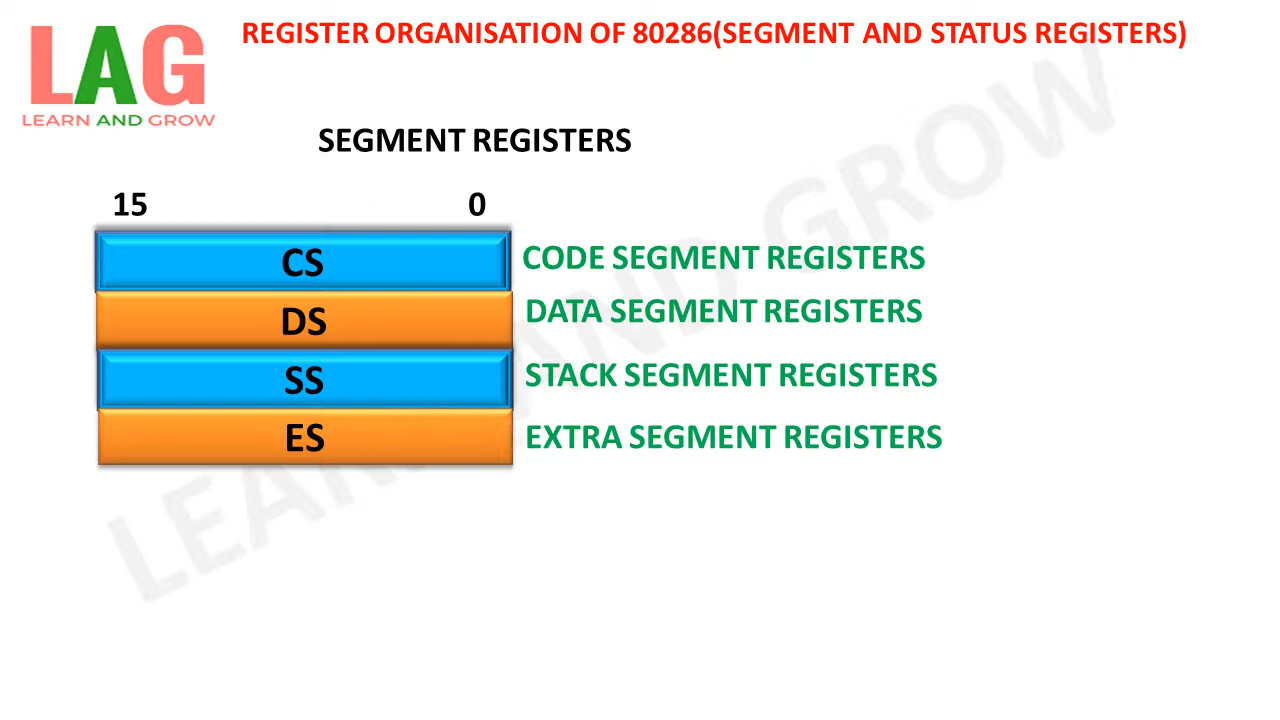 LAG
LEARN AND GROW
REGISTER ORGANISATION OF 80286(SEGMENT AND STATUS REGISTERS)
SEGMENT REGISTERS
15 0
CS CODE SEGMENT REGISTERS
DS DATA SEGMENT REGISTERS
SS STACK SEGMENT REGISTERS
ES EXTRA SEGMENT REGISTERS
LEARN AND GROW